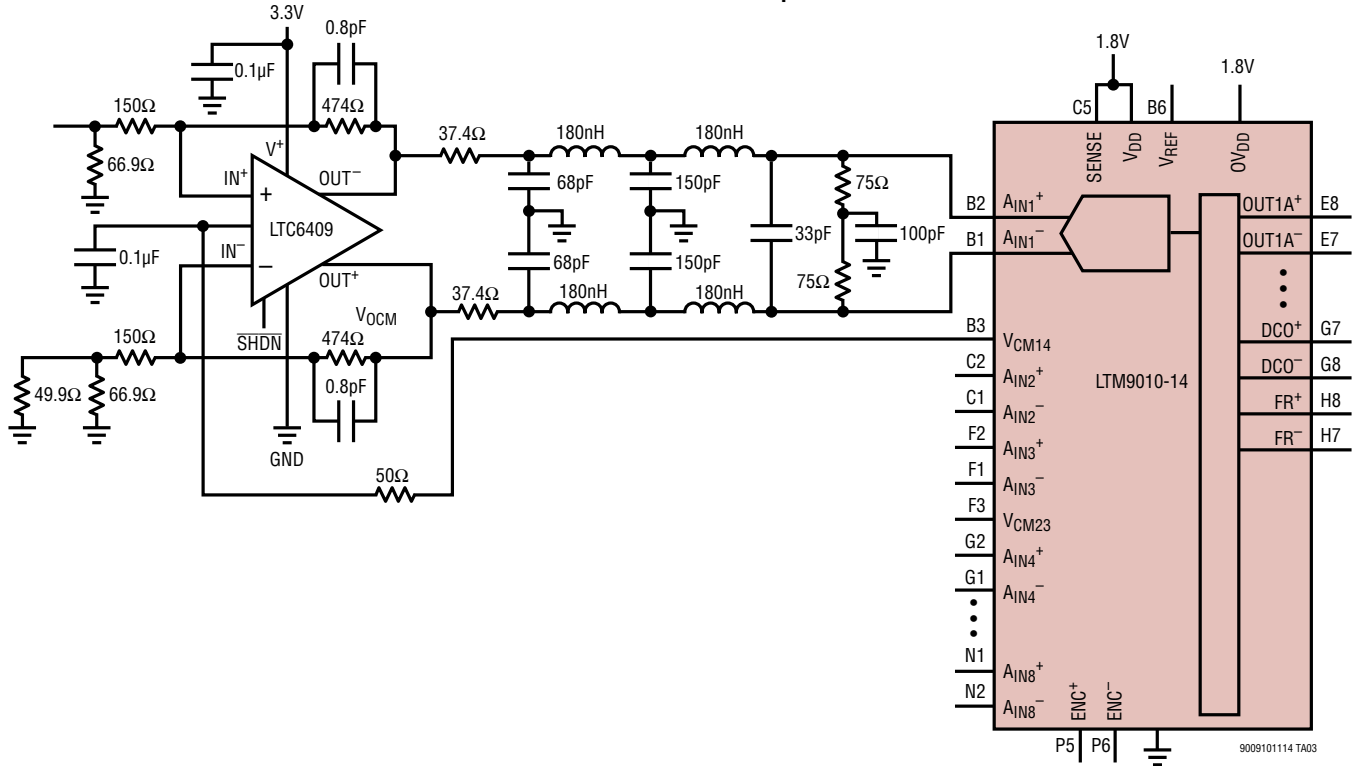 3.3V
0.8pF
0.1µF
1.8V
1.8V
150Ω
474Ω
C5
B6
37.4Ω
180nH
180nH
SENSE
VDD
VREF
OVDD
V+
66.9Ω
IN+
OUT−
68pF
150pF
75Ω
+
B2
AIN1+
OUT1A+
E8
LTC6409
33pF
100pF
B1
AIN1−
OUT1A−
E7
0.1µF
IN−
−
68pF
150pF
OUT+
75Ω
37.4Ω
180nH
180nH
VOCM
SHDN
B3
VCM14
DCO+
G7
150Ω
474Ω
C2
AIN2+
LTM9010-14
DCO−
G8
49.9Ω
66.9Ω
0.8pF
C1
AIN2−
FR+
H8
F2
AIN3+
FR−
H7
GND
50Ω
F1
AIN3−
F3
VCM23
G2
AIN4+
G1
AIN4−
N1
AIN8+
N2
AIN8−
ENC+
ENC−
P5
P6
9009101114 TA03